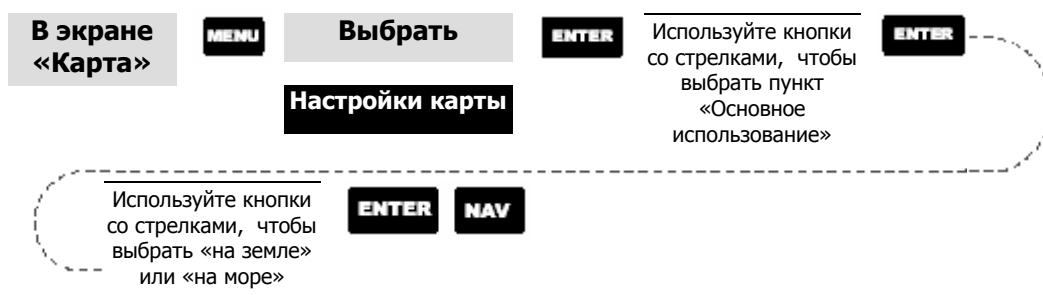 В экране
«Карта»
MENU
Выбрать
Настройки карты
ENTER
Используйте кнопки
со стрелками, чтобы
выбрать пункт
«Основное
использование»
ENTER
Используйте кнопки
со стрелками, чтобы
выбрать «на земле»
или «на море»
ENTER
NAV